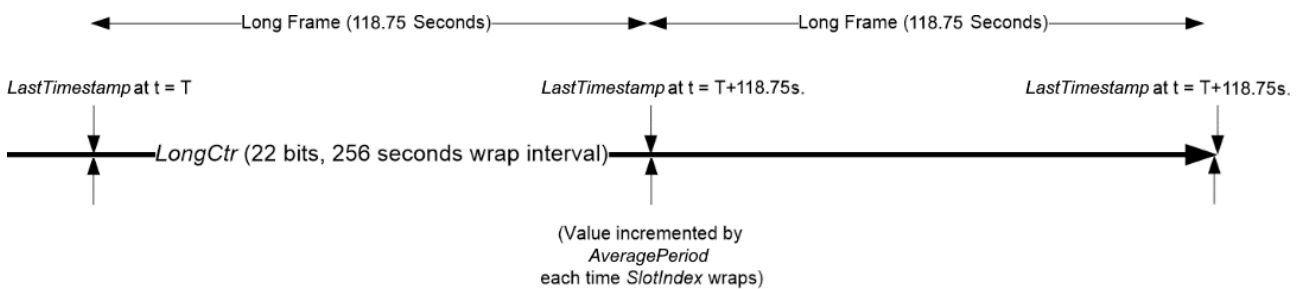 Long Frame (118.75 Seconds)
Long Frame (118.75 Seconds)
LastTimestamp at t = T
LastTimestamp at t = T+118.75s.
LastTimestamp at t = T+118.75s.
LongCtr (22 bits, 256 seconds wrap interval)
(Value incremented by
AveragePeriod
each time SlotIndex wraps)